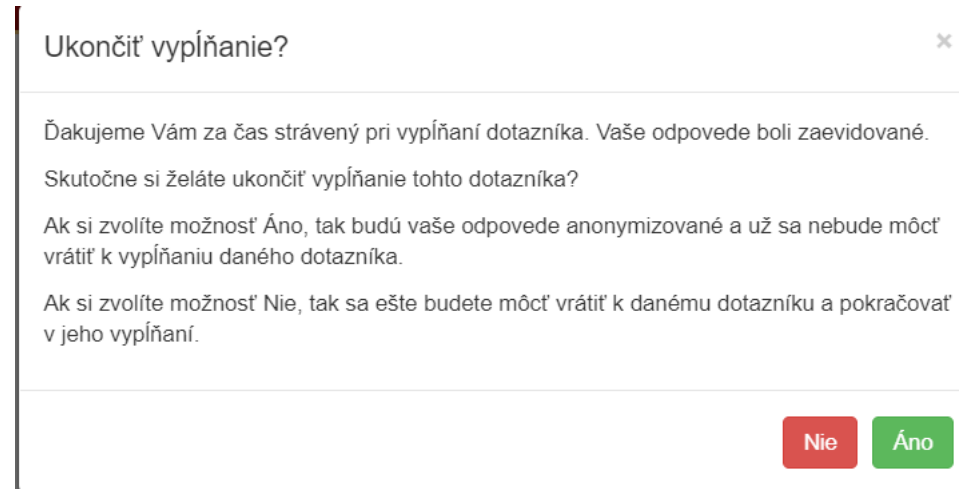 Ukončiť vypĺňanie?
×
Ďakujeme Vám za čas strávený pri vypĺňaní dotazníka. Vaše odpovede boli zaevidované.
Skutočne si želáte ukončiť vypĺňanie tohto dotazníka?
Ak si zvolíte možnosť Áno, tak budú vaše odpovede anonymizované a už sa nebude môcť
vrátiť k vypĺňaniu daného dotazníka.
Ak si zvolíte možnosť Nie, tak sa ešte budete môcť vrátiť k danému dotazníku a pokračovať
v jeho vypĺňaní.
Nie Áno